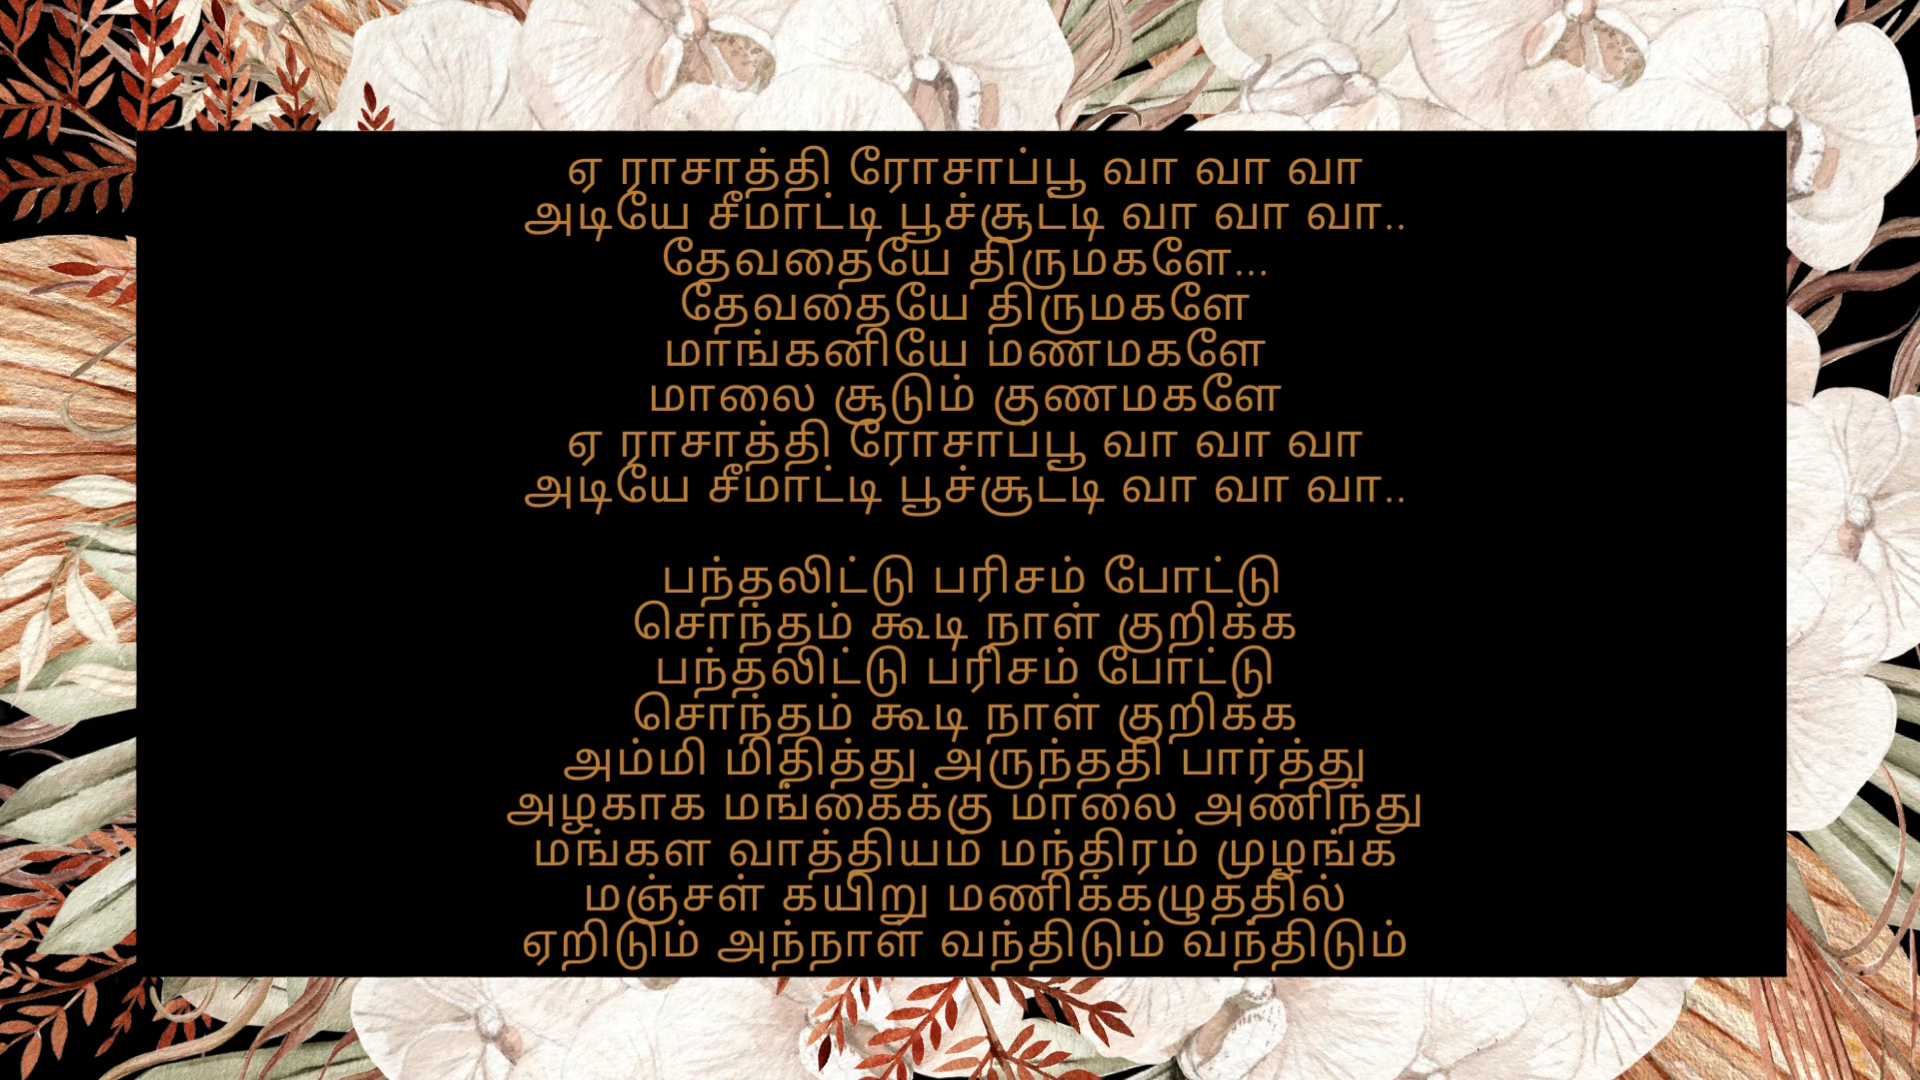 ஏ ராசாத்தி ரோசாப்பூ வா வா வா
அடியே சீமாட்டி பூச்சூட்டி வா வா வா..
தேவதையே திருமகளே...
தேவதையே திருமகளே
மாங்கனியே மணமகளே
மாலை சூடும் குணமகளே
ஏ ராசாத்தி ரோசாப்பூ வா வா வா
அடியே சீமாட்டி பூச்சூட்டி வா வா வா..
பந்தலிட்டு பரிசம் போட்டு
சொந்தம் கூடி நாள் குறிக்க
பந்தலிட்டு பரிசம் போட்டு
சொந்தம் கூடி நாள் குறிக்க
அம்மி மிதித்து அருந்ததி பார்த்து
அழகாக மங்கைக்கு மாலை அணிந்து
மங்கள வாத்தியம் மந்திரம் முழங்க
மஞ்சள் கயிறு மணிக்கழுத்தில்
ஏறிடும் அந்நாள் வந்திடும் வந்திடும்